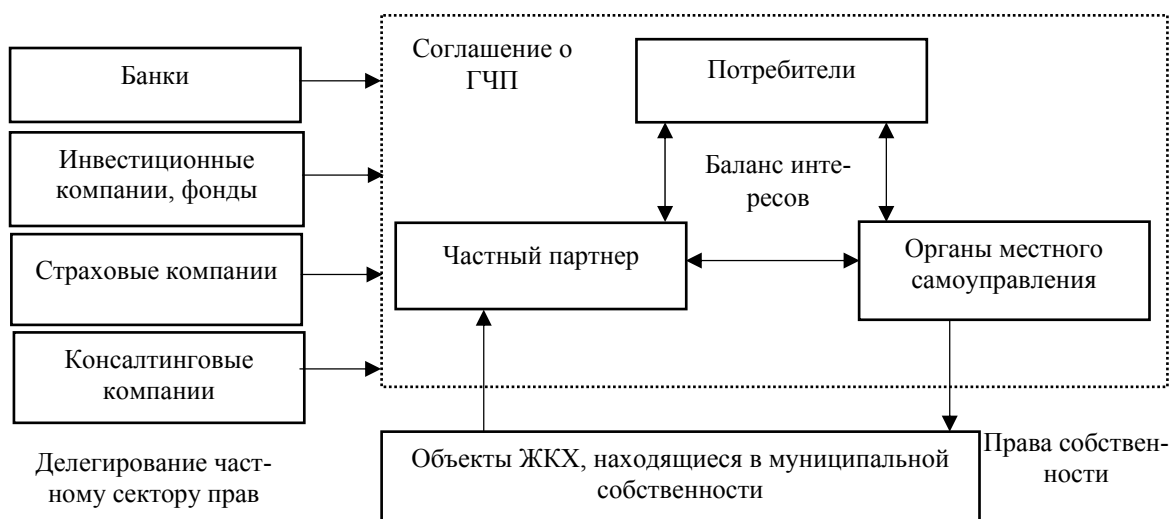 Соглашение о
ГЧП
Банки
Потребители
Инвестиционные
компании, фонды
Баланс инте-
ресов
Страховые компании
Частный партнер
Органы местного
самоуправления
Консалтинговые
компании
Делегирование част-
ному сектору прав
Объекты ЖКХ, находящиеся в муниципальной
собственности
Права собствен-
ности